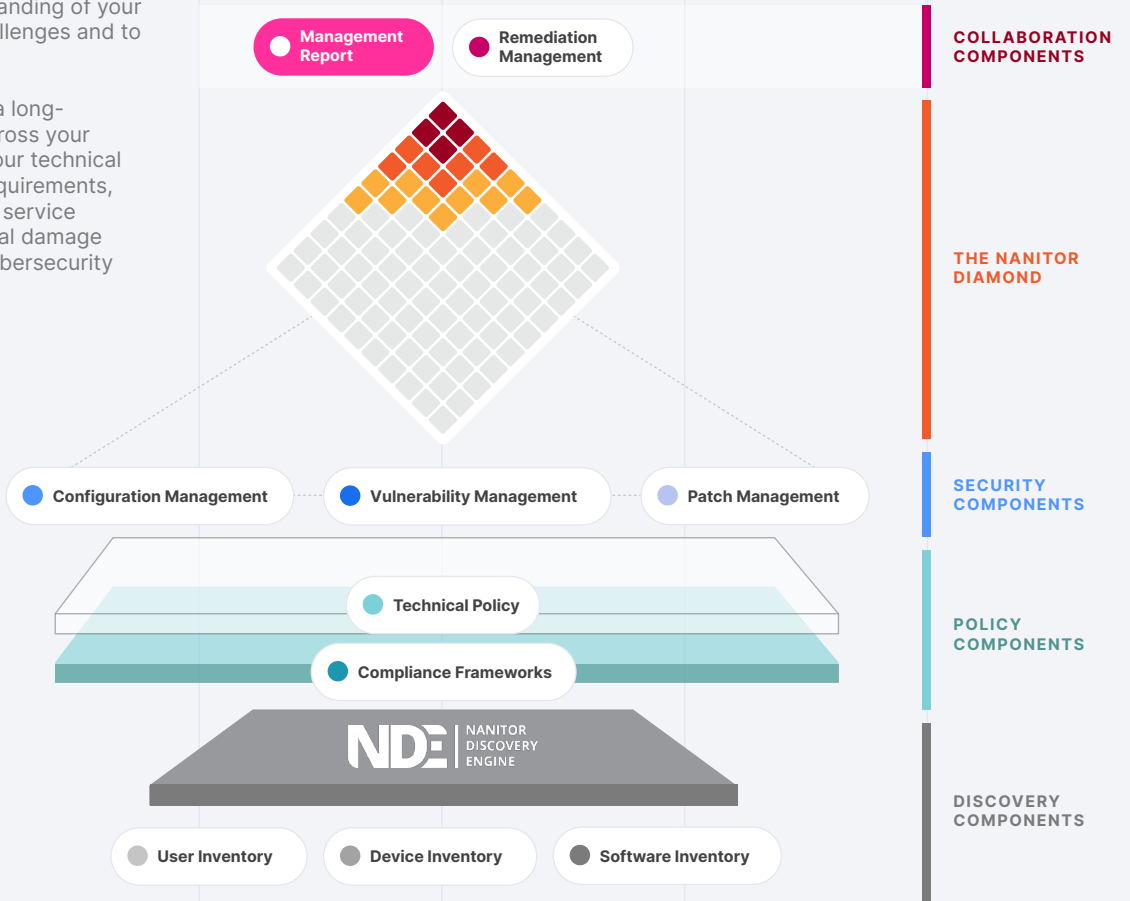 anding of your
llenges and to
a long-
ross your
our technical
quirements,
service
al damage
bersecurity
Management
Report
Remediation
Management
COLLABORATION
COMPONENTS
THE NANITOR
DIAMOND
Configuration Management
Vulnerability Management
Patch Management
SECURITY
COMPONENTS
Technical Policy
Compliance Frameworks
POLICY
COMPONENTS
NDE
NANITOR
DISCOVERY
ENGINE
DISCOVERY
COMPONENTS
User Inventory
Device Inventory
Software Inventory